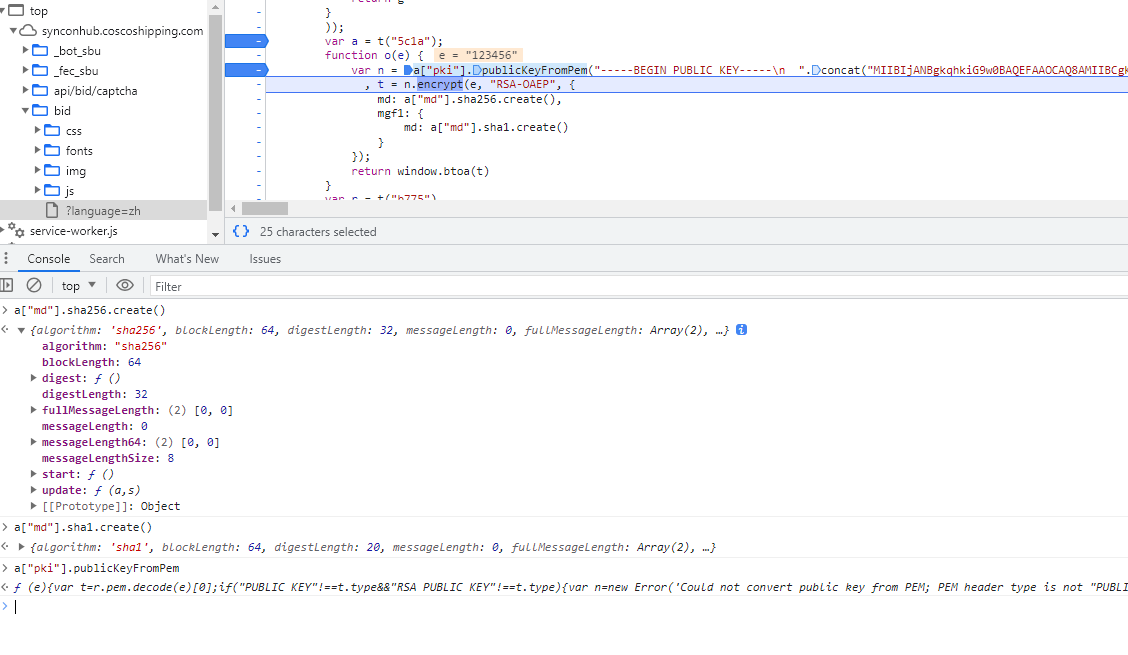 top
synconhub.coscoshipping.com
_bot_sbu
_fec_sbu
api/bid/captcha
bid
css
fonts
img
js
?language=zh
service-worker.js
}
});
var a = t("5c1a");
function o(e) { e = "123456"
var n = a["pki"].publicKeyFromPem("-----BEGIN PUBLIC KEY-----\n ".concat("MIIBIjANBgkqhkiG9w0BAQEFAAOCAQ8AMIIBCgk
, t = n.encrypt(e, "RSA-OAEP", {
md: a["md"].sha256.create(),
mgf1: {
md: a["md"].sha1.create()
}
});
return window.btoa(t)
}
var r = t("b775")
{} 25 characters selected
Console Search What's New Issues
top Filter
a["md"].sha256.create()
{algorithm: 'sha256', blockLength: 64, digestLength: 32, messageLength: 0, fullMessageLength: Array(2), …}
algorithm: "sha256"
blockLength: 64
digest: ƒ ()
digestLength: 32
fullMessageLength: (2) [0, 0]
messageLength: 0
messageLength64: (2) [0, 0]
messageLengthSize: 8
start: ƒ ()
update: ƒ (a,s)
[[Prototype]]: Object
a["md"].sha1.create()
{algorithm: 'sha1', blockLength: 64, digestLength: 20, messageLength: 0, fullMessageLength: Array(2), …}
a["pki"].publicKeyFromPem
ƒ (e){var t=r.pem.decode(e)[0];if("PUBLIC KEY"!==t.type&&"RSA PUBLIC KEY"!==t.type){var n=new Error('Could not convert public key from PEM; PEM header type is not "PUBLI